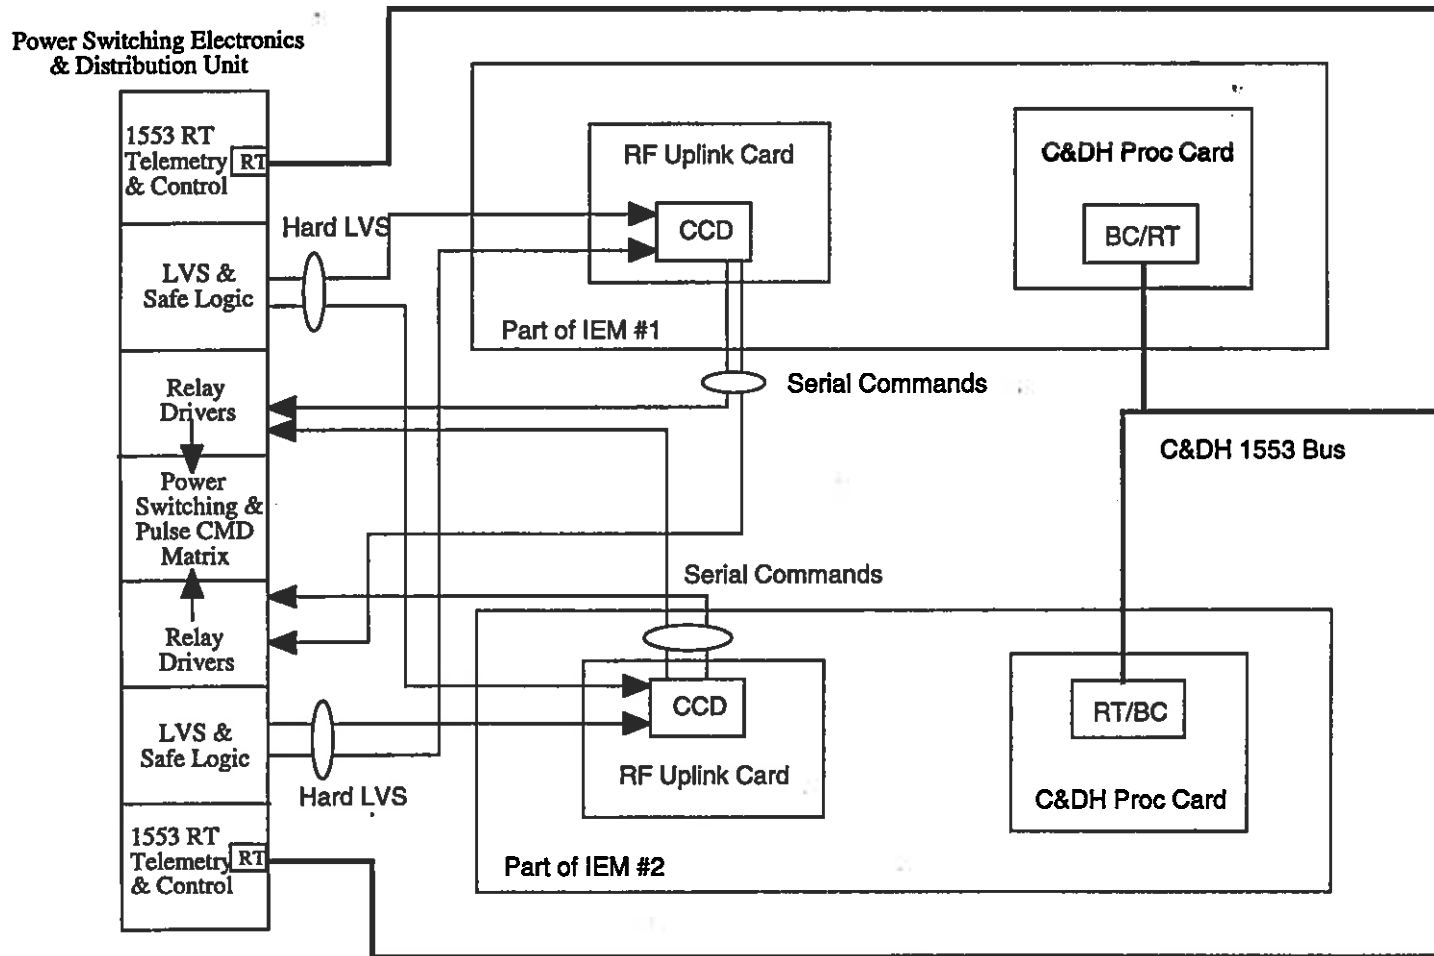 Power Switching Electronics
& Distribution Unit
1553 RT
Telemetry
& Control
RT
Hard LVS
LVS &
Safe Logic
Relay
Drivers
Power
Switching &
Pulse CMD
Matrix
Relay
Drivers
LVS &
Safe Logic
Hard LVS
1553 RT
Telemetry
& Control
RT
RF Uplink Card
CCD
C&DH Proc Card
BC/RT
Part of IEM #1
Serial Commands
C&DH 1553 Bus
Serial Commands
CCD
RF Uplink Card
RT/BC
C&DH Proc Card
Part of IEM #2